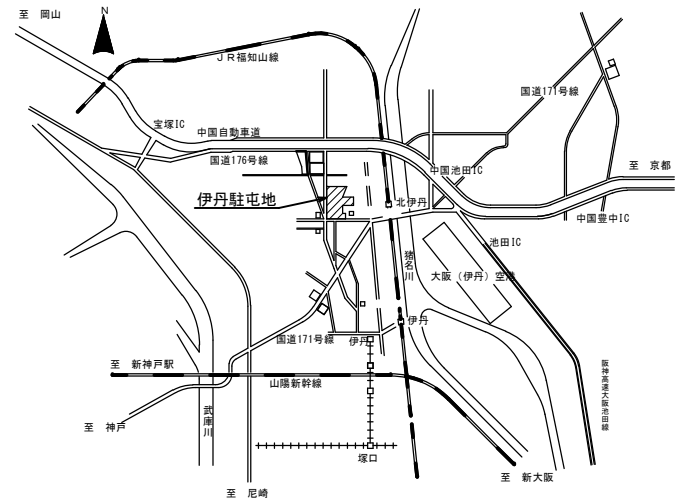 至 岡山
N
JR福知山線
国道171号線
宝塚IC
中国自動車道
国道176号線
中国池田IC
至 京都
伊丹駐屯地
北伊丹
中国豊中IC
池田IC
猪名川
大阪(伊丹)空港
伊丹
国道171号線
伊丹
至 新神戸駅
山陽新幹線
阪神高速大阪池田線
武庫川
至 神戸
塚口
至 新大阪
至 尼崎